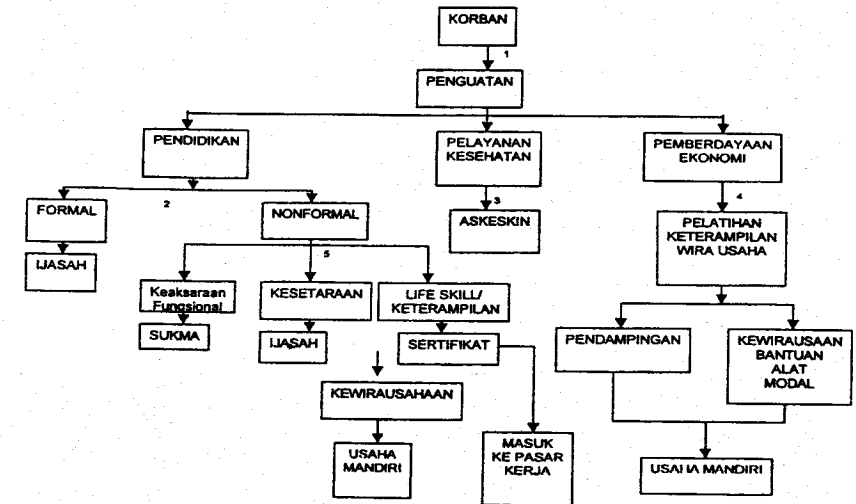 KORBAN
1
PENGUATAN
PENDIDIKAN
PELAYANAN
KESEHATAN
PEMBERDAYAAN
EKONOMI
2
3
4
FORMAL
NONFORMAL
ASKESKIN
PELATIHAN
KETERAMPILAN
WIRA USAHA
IJASAH
5
Keaksaraan
Fungsional
KESETARAAN
LIFE SKILL/
KETERAMPILAN
SUKMA
IJASAH
SERTIFIKAT
PENDAMPINGAN
KEWIRAUSAAN
BANTUAN
ALAT
MODAL
KEWIRAUSAHAAN
USAHA
MANDIRI
MASUK
KE PASAR
KERJA
USAHA MANDIRI